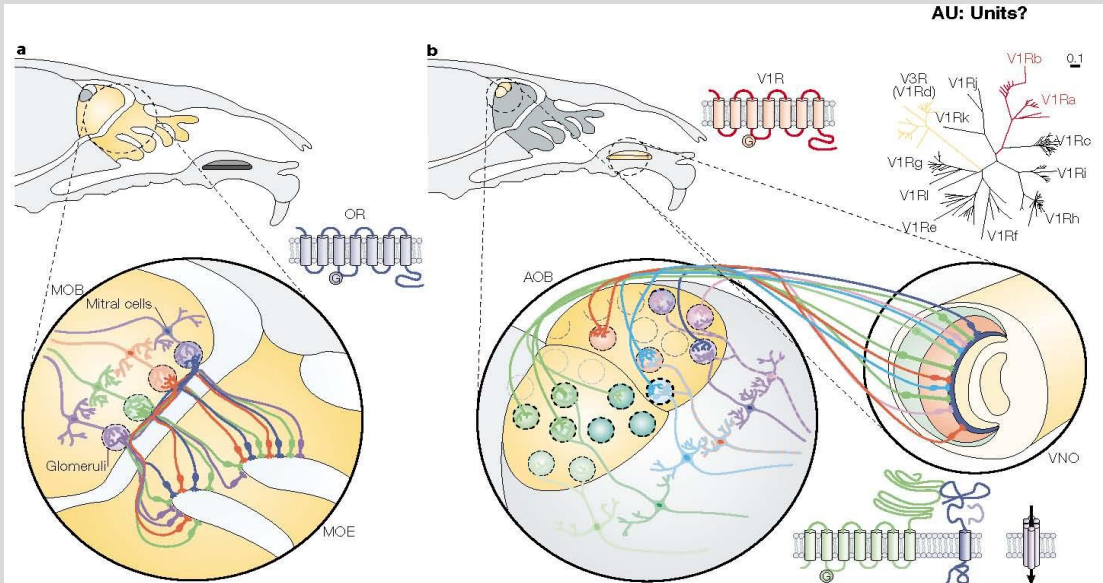 AU: Units?
a
b
V1R
G
V1Rb
0.1
V3R
(V1Rd)
V1Rj
V1Ra
V1Rk
V1Rc
V1Rg
V1Ri
V1Rl
V1Rh
V1Re
V1Rf
OR
G
MOB
Mitral cells
Glomeruli
MOE
AOB
VNO
G